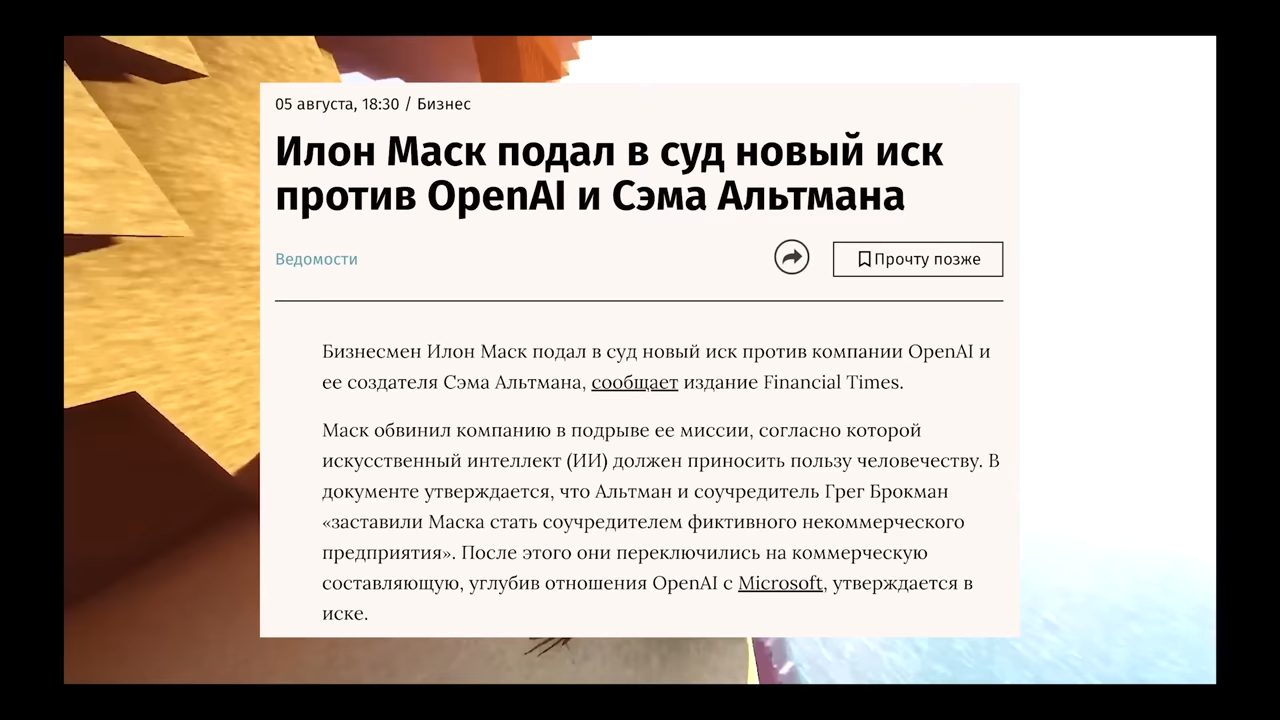 05 августа, 18:30 / Бизнес
Илон Маск подал в суд новый иск
против OpenAI и Сэма Альтмана
Ведомости
Прочту позже
Бизнесмен Илон Маск подал в суд новый иск против компании OpenAI и
ее создателя Сэма Альтмана, сообщает издание Financial Times.
Маск обвинил компанию в подрыве ее миссии, согласно которой
искусственный интеллект (ИИ) должен приносить пользу человечеству. В
документе утверждается, что Альтман и соучредитель Грег Брокман
«заставили Маска стать соучредителем фиктивного некоммерческого
предприятия». После этого они переключились на коммерческую
составляющую, углубив отношения OpenAI с Microsoft, утверждается в
иске.